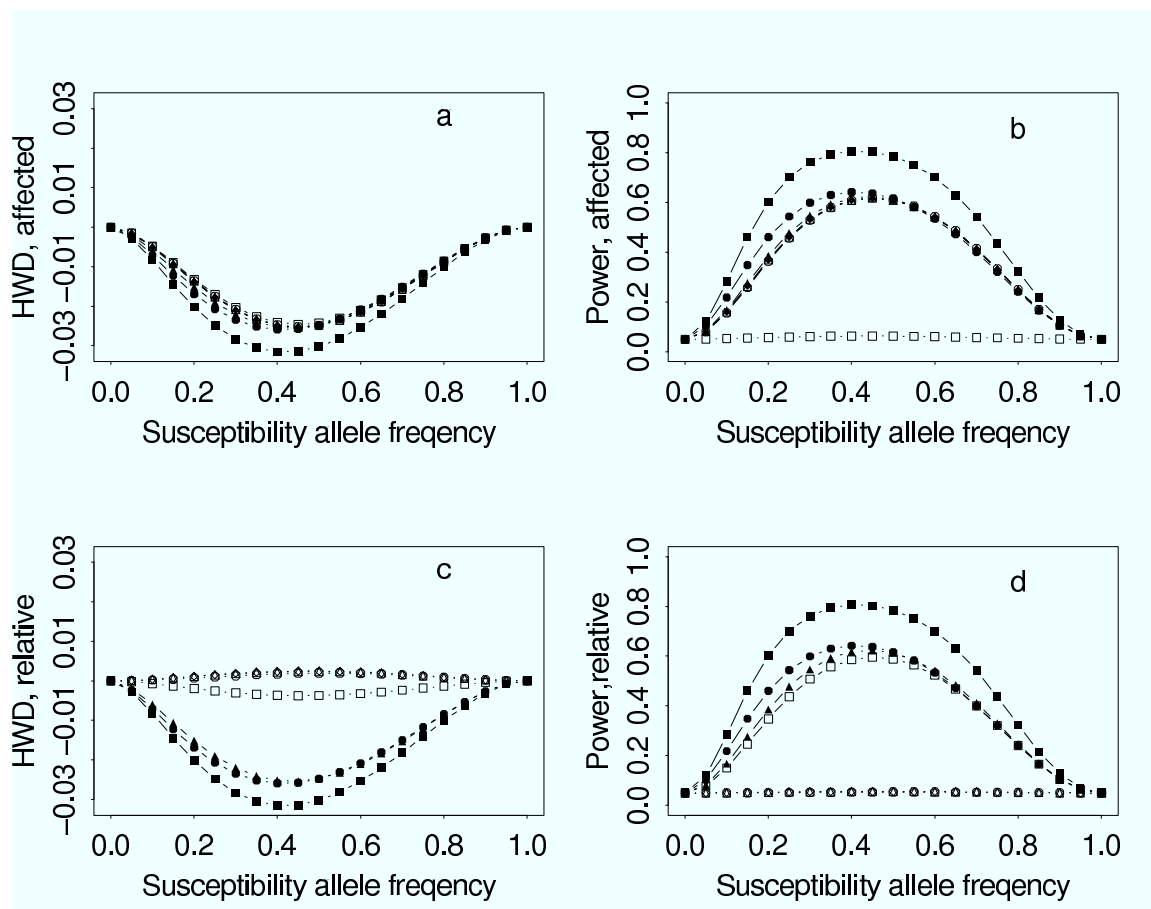 a
HWD, affected
0.03
0.01
−0.01
−0.03
0.0 0.2 0.4 0.6 0.8 1.0
Susceptibility allele freqency
b
Power, affected
1.0
0.8
0.6
0.4
0.2
0.0
0.0 0.2 0.4 0.6 0.8 1.0
Susceptibility allele freqency
c
HWD, relative
0.03
0.01
−0.01
−0.03
0.0 0.2 0.4 0.6 0.8 1.0
Susceptibility allele freqency
d
Power,relative
1.0
0.8
0.6
0.4
0.2
0.0
0.0 0.2 0.4 0.6 0.8 1.0
Susceptibility allele freqency